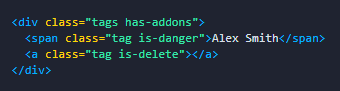 <div class="tags has-addons">
  <span class="tag is-danger">Alex Smith</span>
  <a class="tag is-delete"></a>
</div>